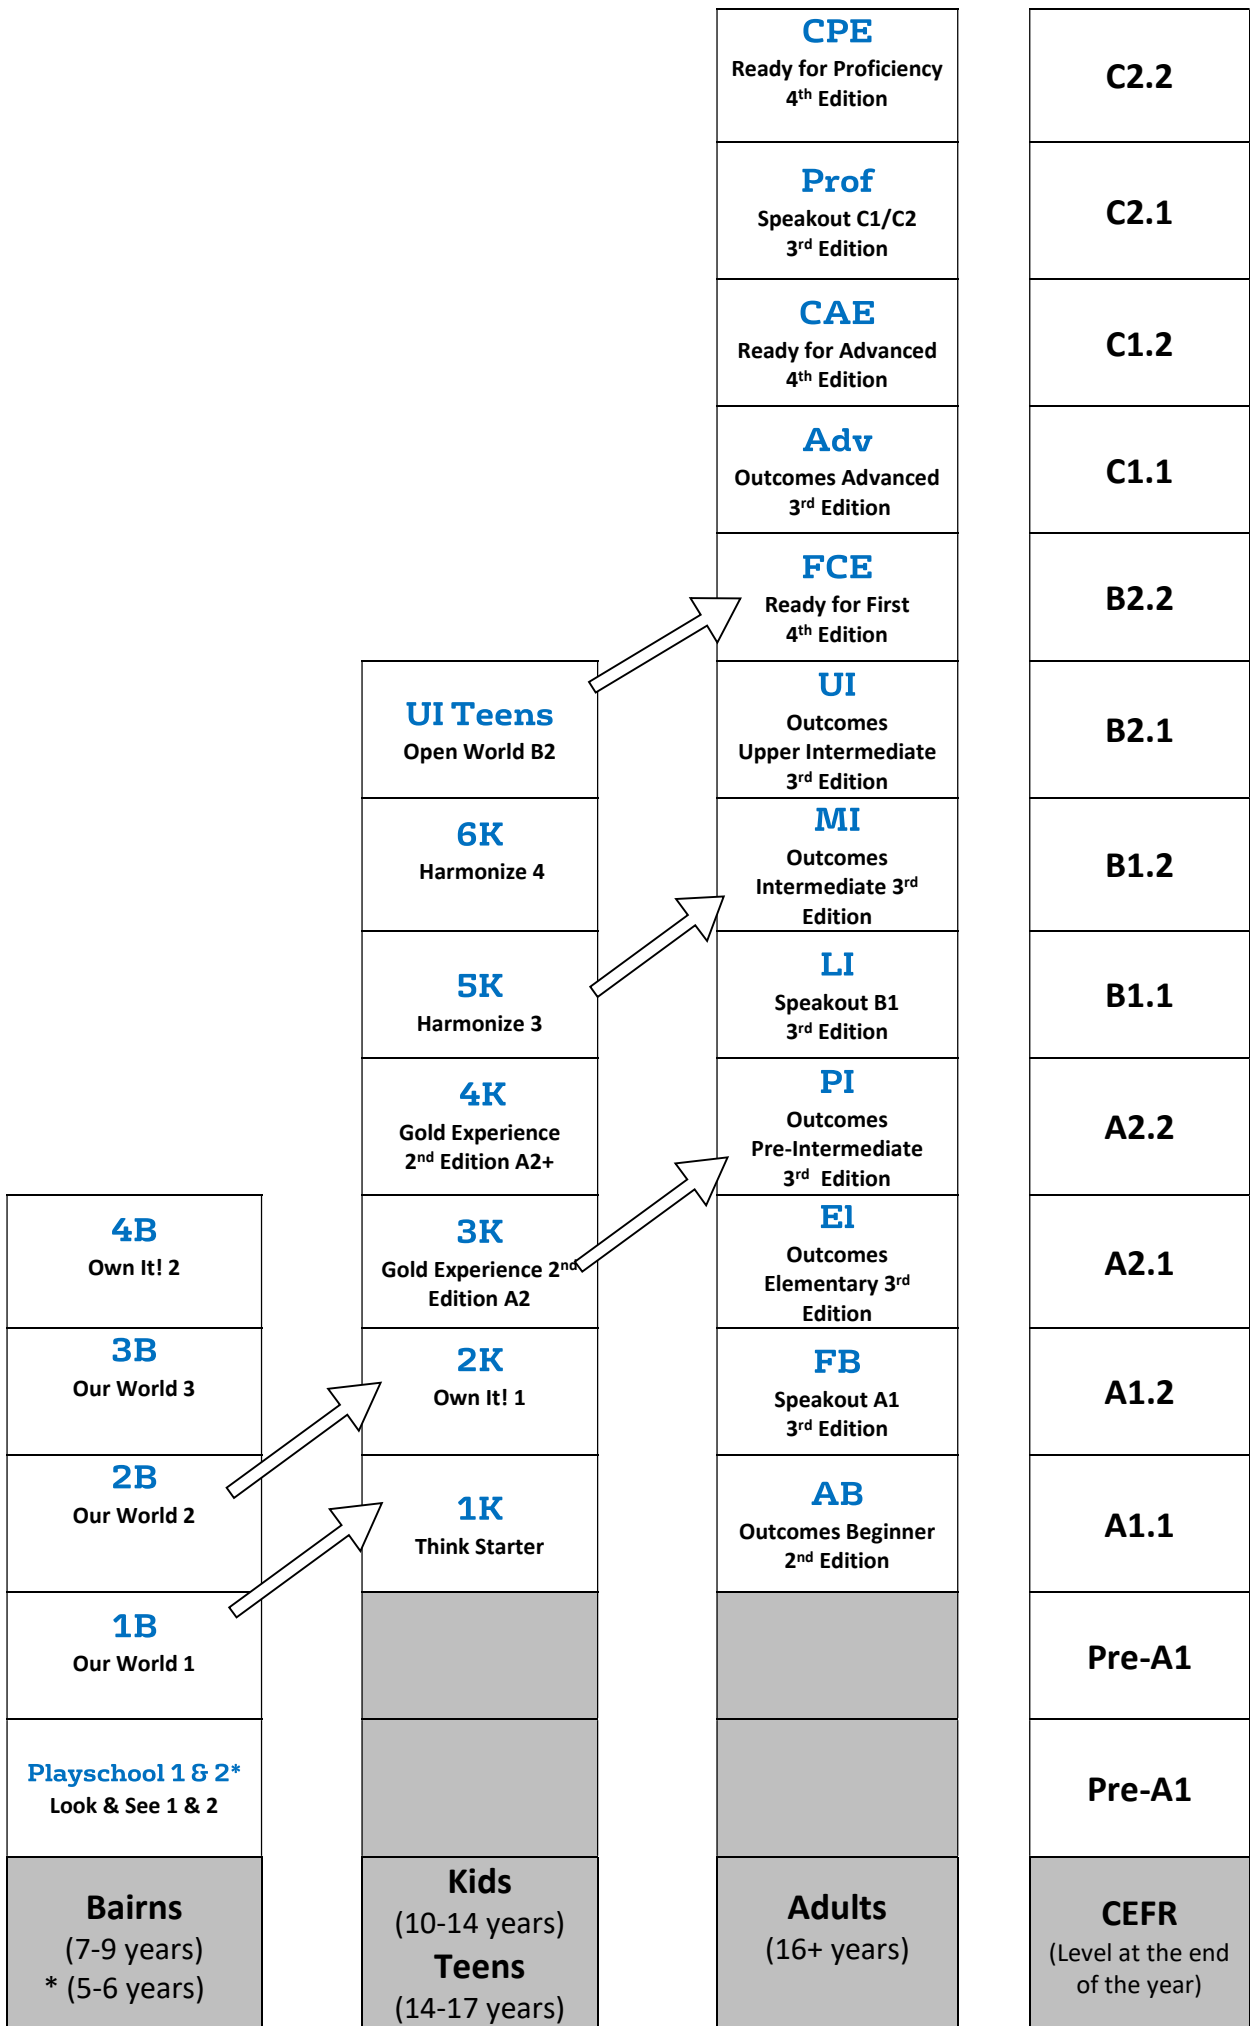 CPE
Ready for Proficiency
4th Edition
C2.2
Prof
Speakout C1/C2
3rd Edition
C2.1
CAE
Ready for Advanced
4th Edition
C1.2
Adv
Outcomes Advanced
3rd Edition
C1.1
FCE
Ready for First
4th Edition
B2.2
UI Teens
Open World B2
UI
Outcomes
Upper Intermediate
3rd Edition
B2.1
6K
Harmonize 4
MI
Outcomes
Intermediate 3rd
Edition
B1.2
5K
Harmonize 3
LI
Speakout B1
3rd Edition
B1.1
4K
Gold Experience
2nd Edition A2+
PI
Outcomes
Pre-Intermediate
3rd Edition
A2.2
4B
Own It! 2
3K
Gold Experience 2nd
Edition A2
El
Outcomes
Elementary 3rd
Edition
A2.1
3B
Our World 3
2K
Own It! 1
FB
Speakout A1
3rd Edition
A1.2
2B
Our World 2
1K
Think Starter
AB
Outcomes Beginner
2nd Edition
A1.1
1B
Our World 1
Pre-A1
Playschool 1 & 2*
Look & See 1 & 2
Pre-A1
Bairns
(7-9 years)
* (5-6 years)
Kids
(10-14 years)
Teens
(14-17 years)
Adults
(16+ years)
CEFR
(Level at the end
of the year)